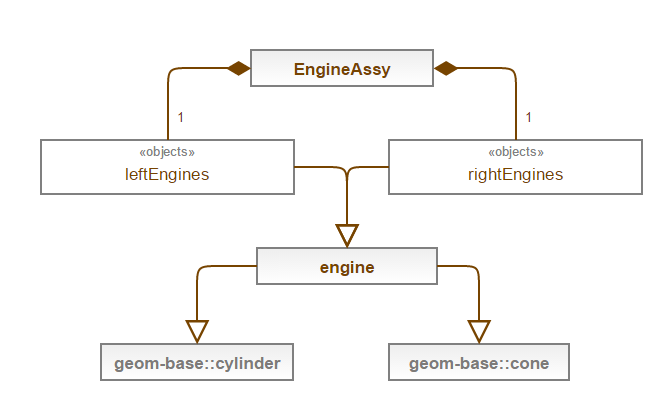 EngineAssy
1
1
«objects»
leftEngines
«objects»
rightEngines
engine
geom-base::cylinder
geom-base::cone